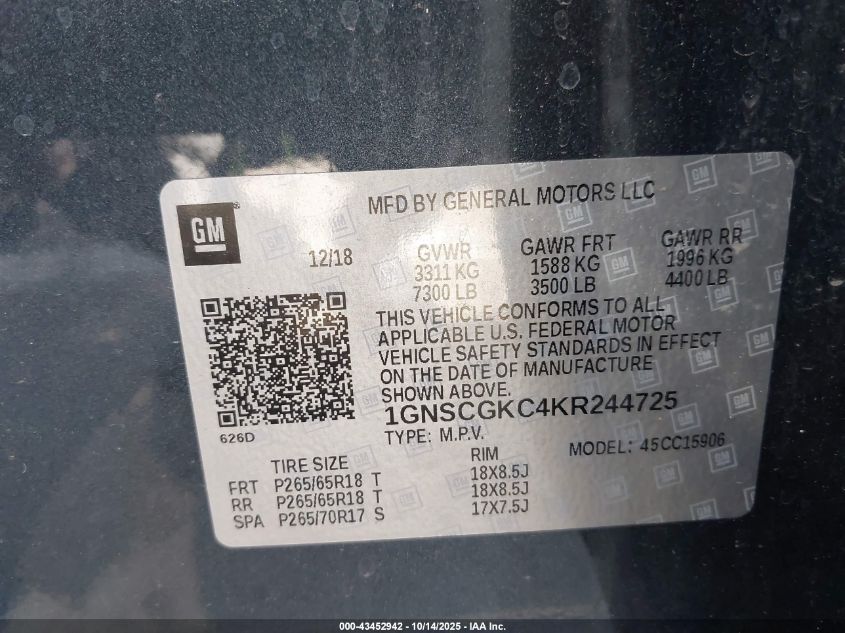 MFD BY GENERAL MOTORS LLC
GM
12/18
GVWR GAWR FRT GAWR RR
3311 KG 1588 KG 1996 KG
7300 LB 3500 LB 4400 LB
THIS VEHICLE CONFORMS TO ALL
APPLICABLE U.S. FEDERAL MOTOR
VEHICLE SAFETY STANDARDS IN EFFECT
ON THE DATE OF MANUFACTURE
SHOWN ABOVE.
1GNSCGKC4KR244725
626D
TYPE: M.P.V. MODEL: 45CC15906
TIRE SIZE RIM
FRT P265/65R18 T 18X8.5J
RR P265/65R18 T 18X8.5J
SPA P265/70R17 S 17X7.5J
000-43452942 - 10/14/2025 - IAA Inc.